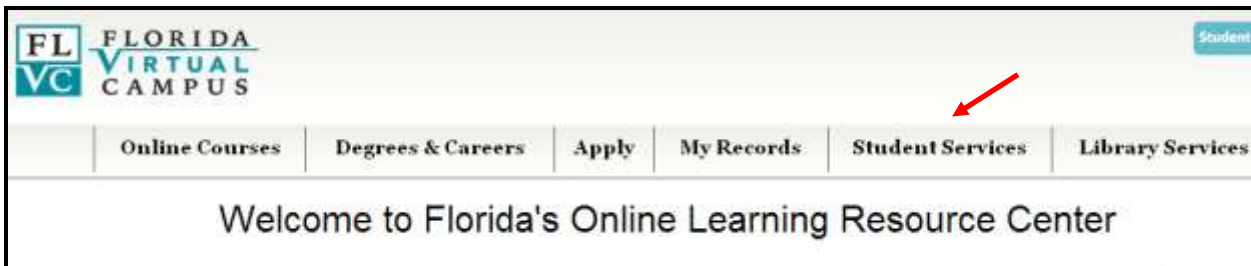 FL VC
FLORIDA
VIRTUAL
CAMPUS
Student
Online Courses Degrees & Careers Apply My Records Student Services Library Services
Welcome to Florida's Online Learning Resource Center